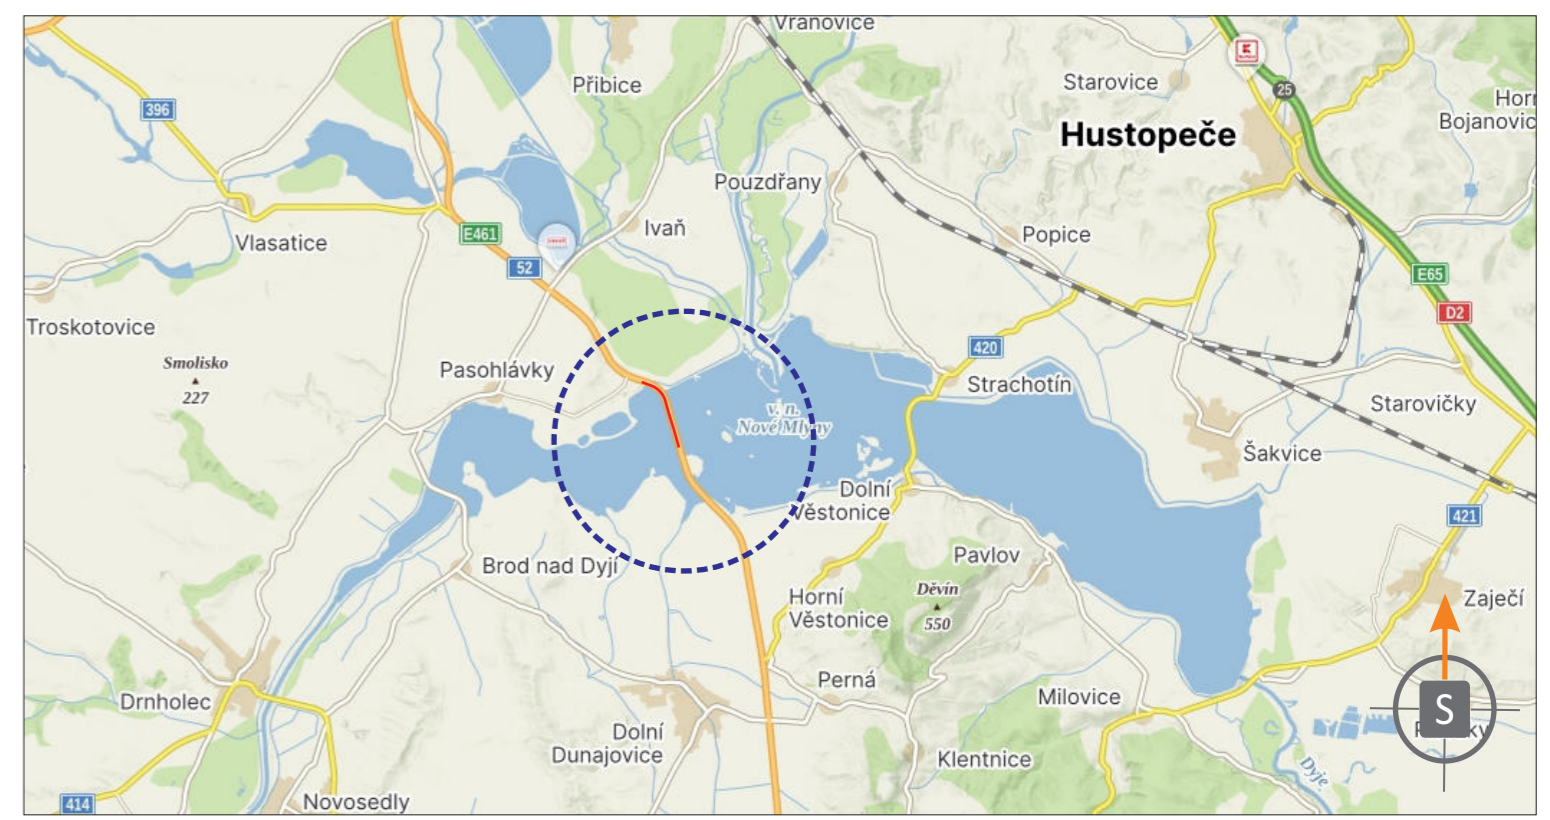 Vranovice
Přibice
Starovice
25
396
Horn
Bojanovic
Hustopeče
Pouzdřany
Ivaň
E461
Popice
Vlasatice
52
E65
D2
Troskotovice
420
Smolisko
227
Pasohlávky
Strachotín
v. n.
Nové Mlýny
Starovičky
Šakvice
Dolní
Věstonice
421
Pavlov
Brod nad Dyjí
Děvín
550
Horní
Věstonice
Zaječí
Perná
Drnholec
Milovice
S
Dolní
Dunajovice
Klentnice
Dyje
Novosedly
414